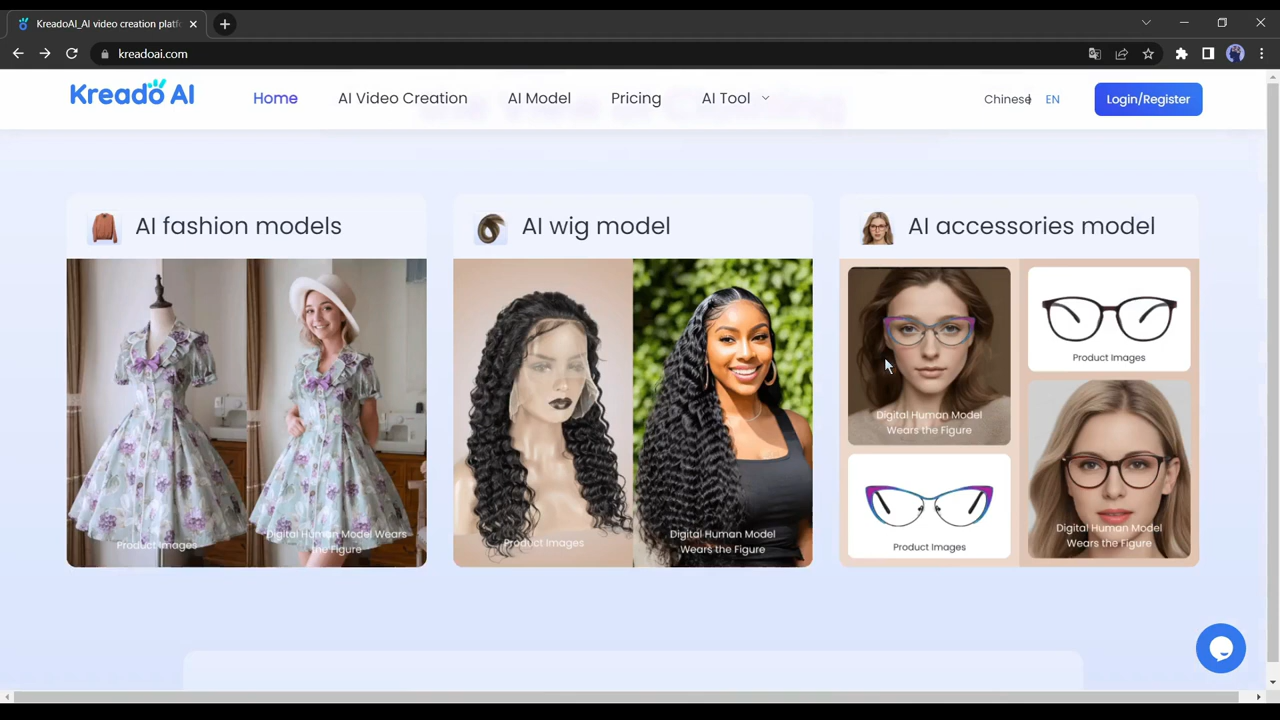 KreadoAI_AI video creation platf
kreadoai.com
Kreado AI
Home
AI Video Creation
AI Model
Pricing
AI Tool
Chinese
EN
Login/Register
AI fashion models
AI wig model
AI accessories model
Product Images
Digital Human Model Wears
the Figure
Product Images
Digital Human Model
Wears the Figure
Digital Human Model
Wears the Figure
Product Images
Product Images
Digital Human Model
Wears the Figure